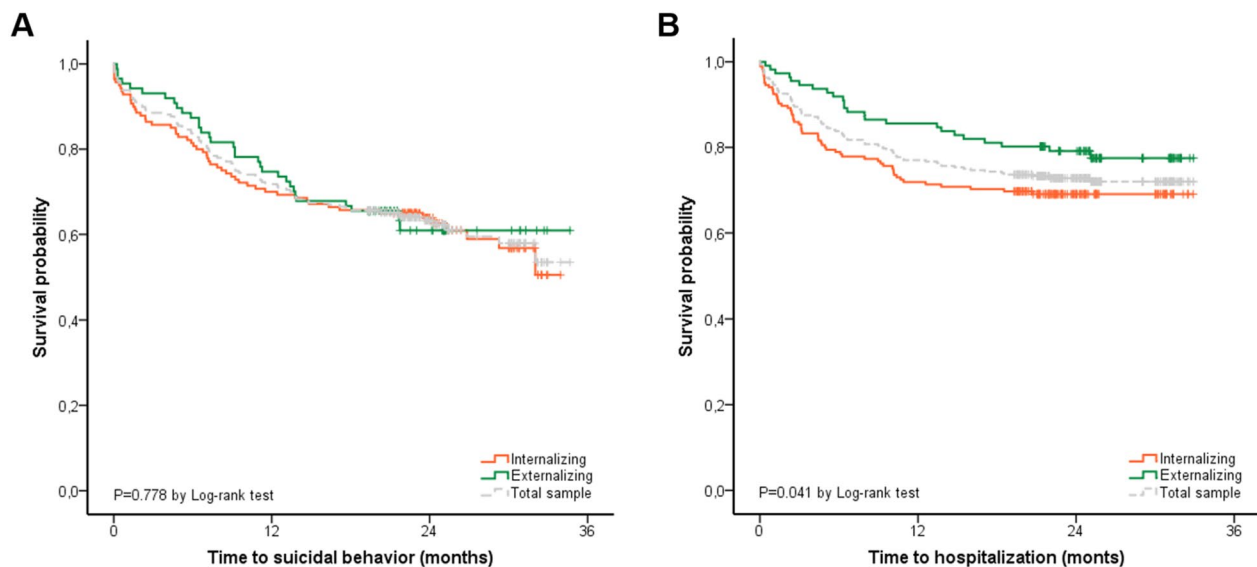 A
Survival probability
1,0
0,8
0,6
0,4
0,2
0,0
Internalizing
Externalizing
Total sample
P=0.778 by Log-rank test
0 12 24 36
Time to suicidal behavior (months)
B
Survival probability
1,0
0,8
0,6
0,4
0,2
0,0
Internalizing
Externalizing
Total sample
P=0.041 by Log-rank test
0 12 24 36
Time to hospitalization (monts)